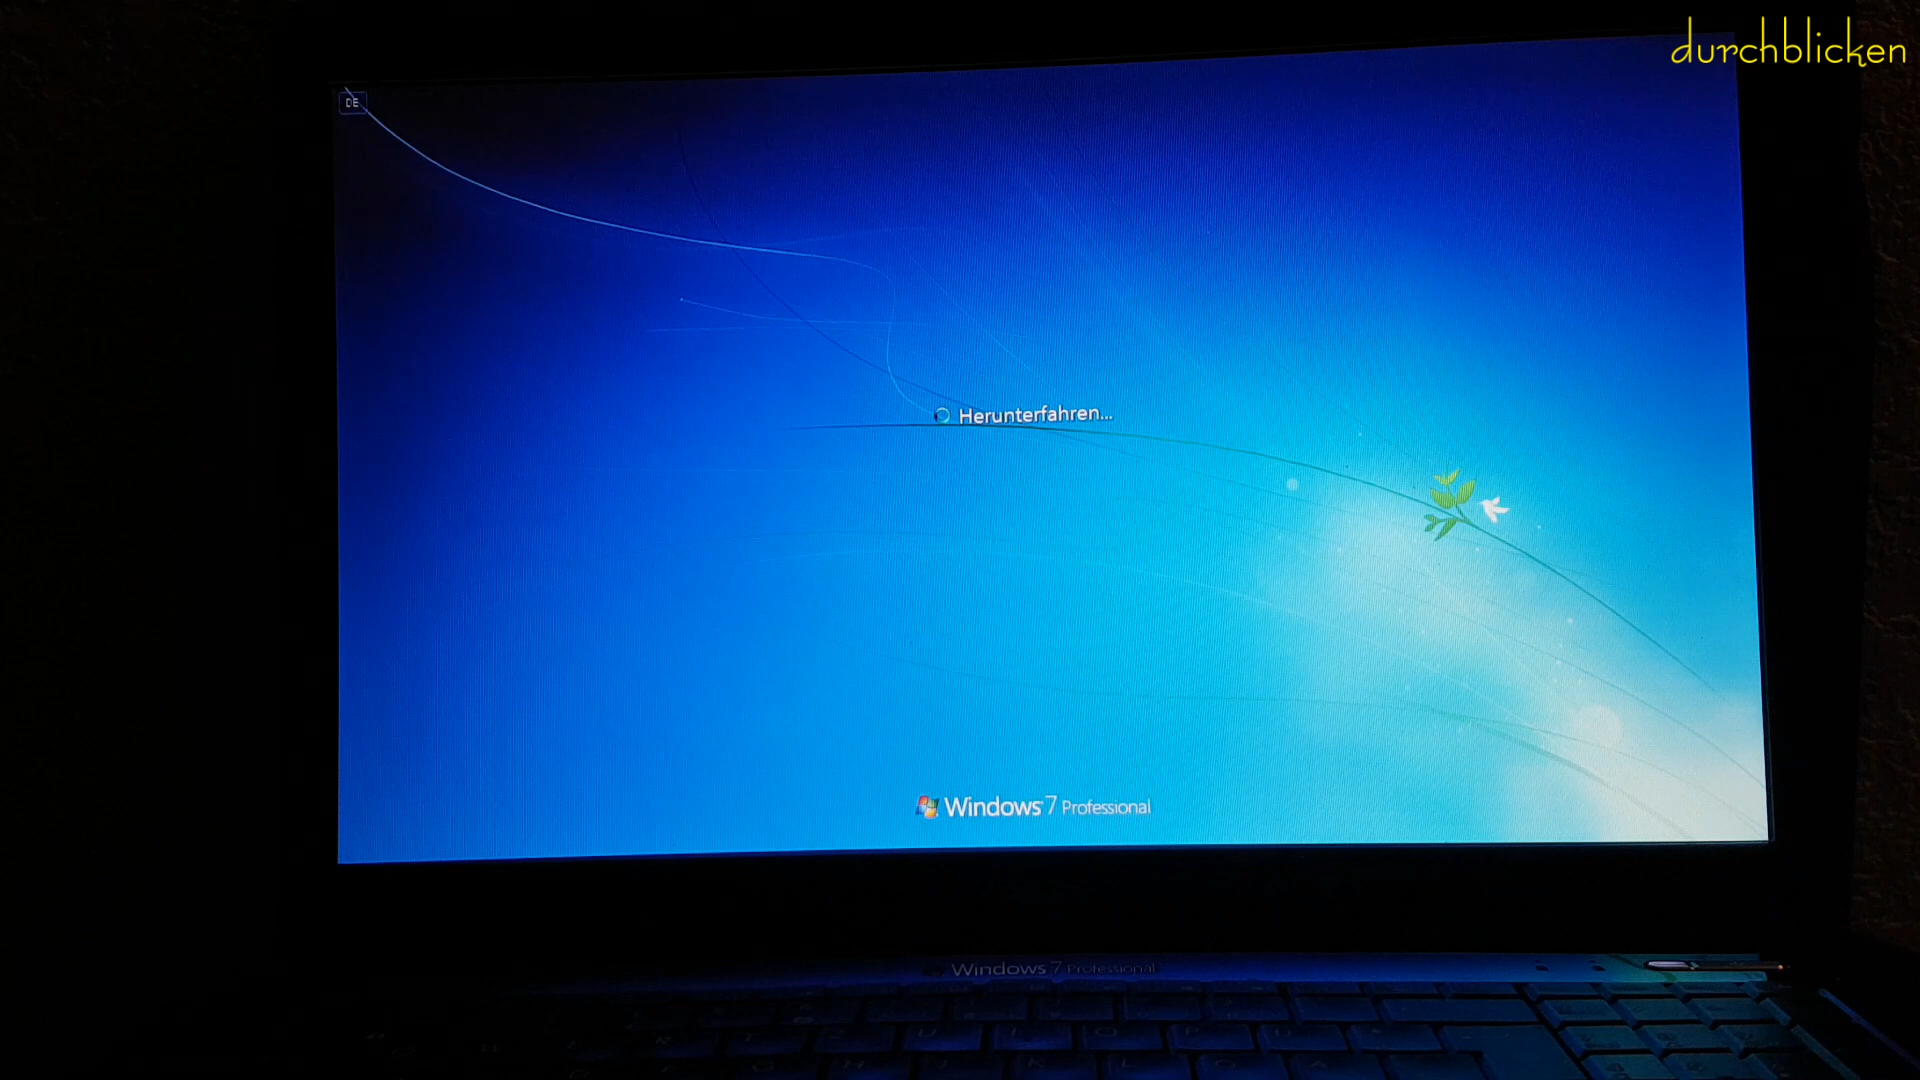 durchblicken
DE
Herunterfahren...
Windows 7 Professional
Windows 7 Professional